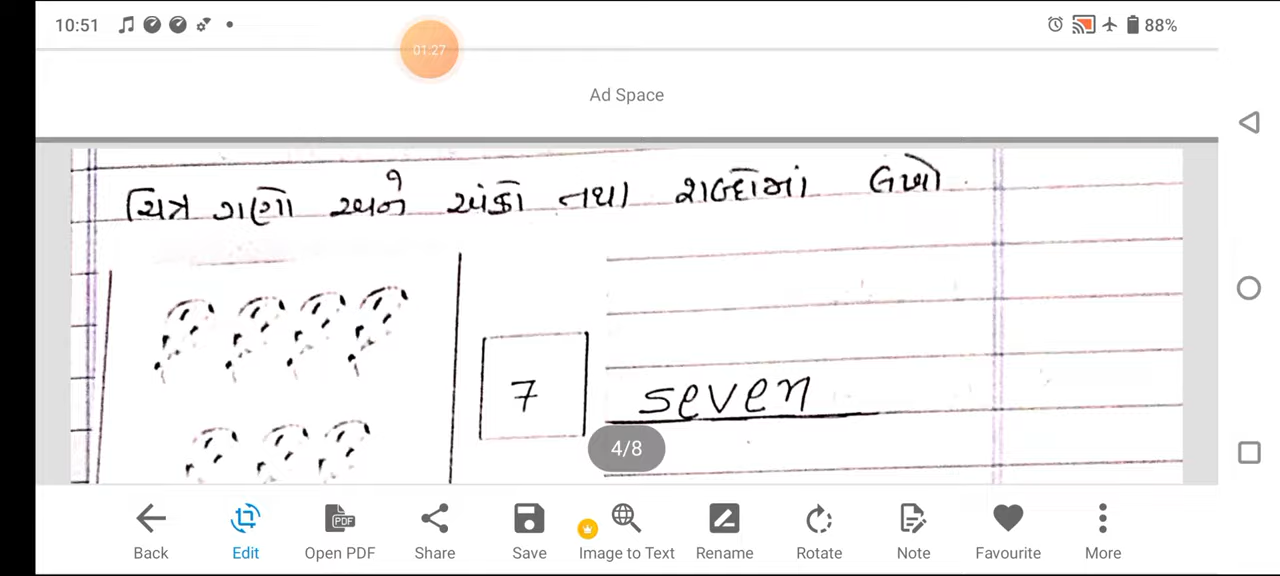 10:51
88%
01:27
Ad Space
ચિત્ર ગણો અને અંકો તથા શબ્દોમાં લખો.
7 seven
4/8
Back Edit Open PDF Share Save Image to Text Rename Rotate Note Favourite More